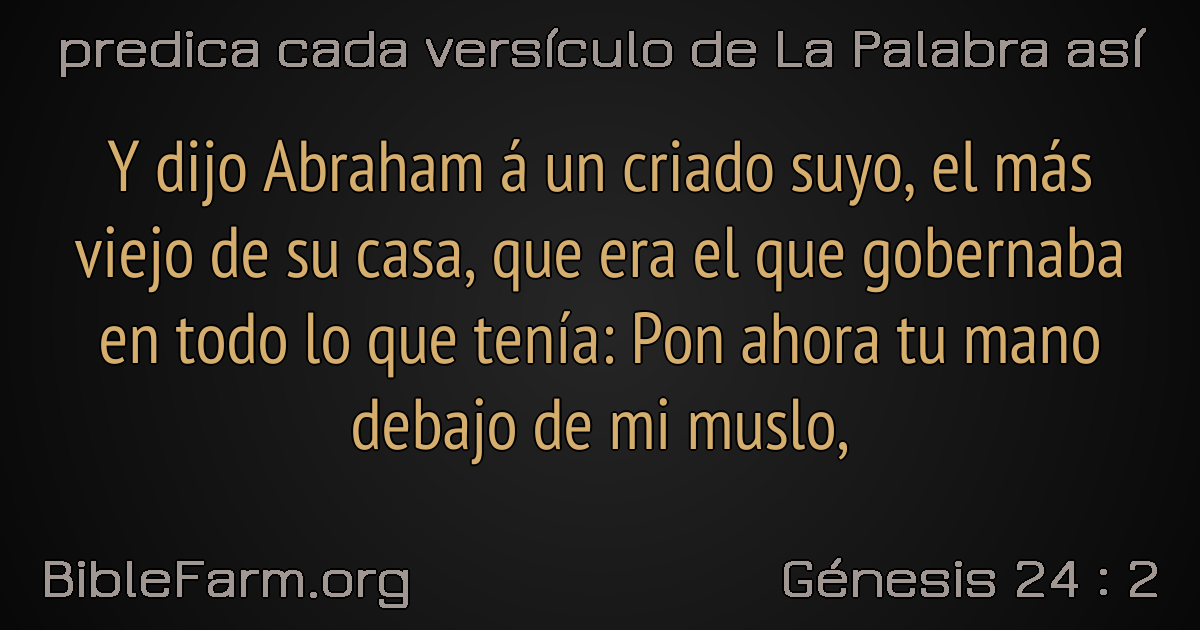 predica cada versículo de La Palabra así
Y dijo Abraham á un criado suyo, el más
viejo de su casa, que era el que gobernaba
en todo lo que tenía: Pon ahora tu mano
debajo de mi muslo,
BibleFarm.org
Génesis 24 : 2